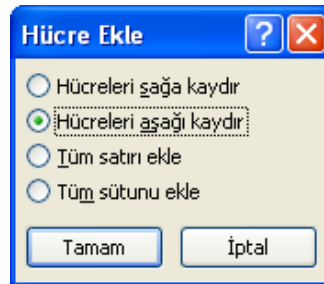 Hücre Ekle
Hücreleri sağa kaydır
Hücreleri aşağı kaydır
Tüm satırı ekle
Tüm sütunu ekle
Tamam
İptal